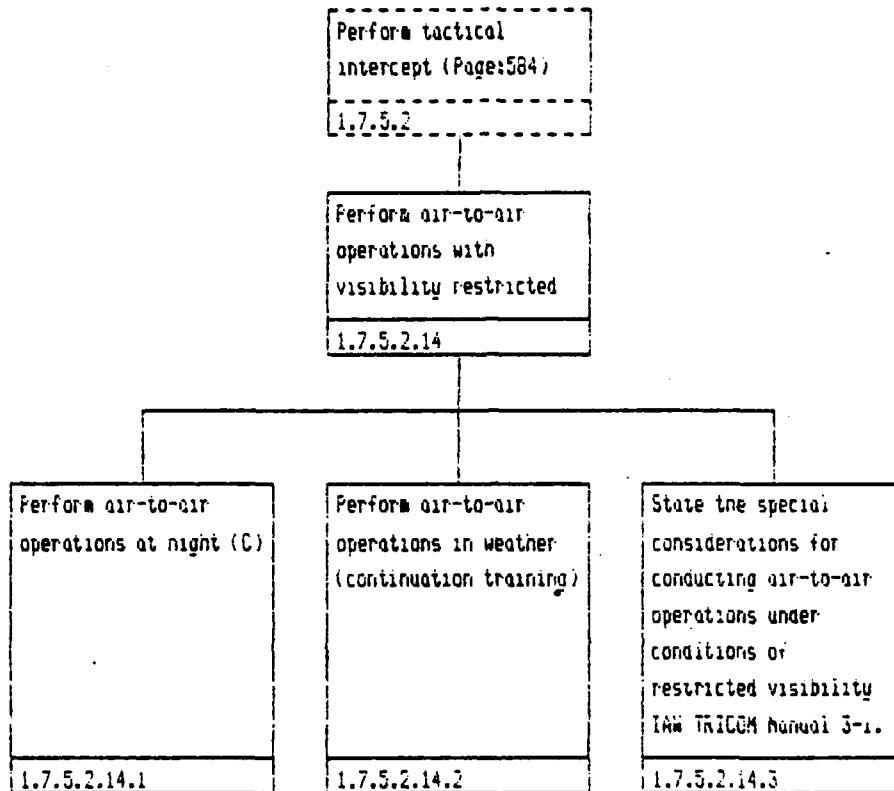 Perform tactical
intercept (Page:584)
1.7.5.2
Perform air-to-air
operations with
visibility restricted
1.7.5.2.14
Perform air-to-air
operations at night (C)
1.7.5.2.14.1
Perform air-to-air
operations in weather
(continuation training)
1.7.5.2.14.2
State the special
considerations for
conducting air-to-air
operations under
conditions of
restricted visibility
IAW TRICOM Manual 3-1.
1.7.5.2.14.3